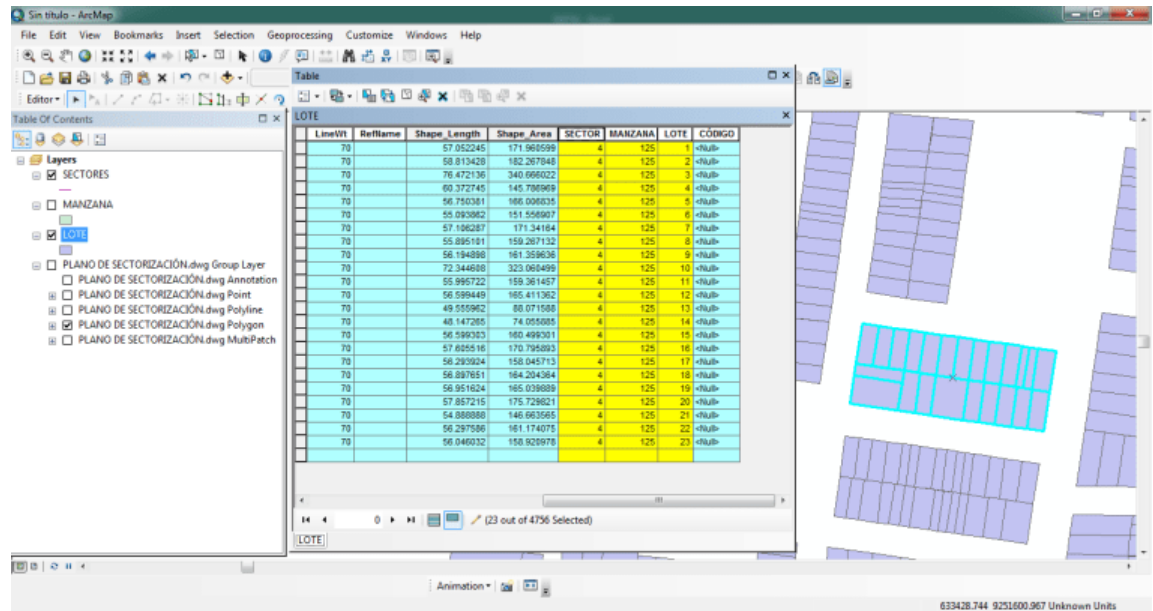 Sin título - ArcMap
File Edit View Bookmarks Insert Selection Geoprocessing Customize Windows Help
Editor
Table Of Contents
Layers
SECTORES
MANZANA
LOTE
PLANO DE SECTORIZACIÓN.dwg Group Layer
PLANO DE SECTORIZACIÓN.dwg Annotation
PLANO DE SECTORIZACIÓN.dwg Point
PLANO DE SECTORIZACIÓN.dwg Polyline
PLANO DE SECTORIZACIÓN.dwg Polygon
PLANO DE SECTORIZACIÓN.dwg MultiPatch
Table
LOTE
LineWt RefName Shape_Length Shape_Area SECTOR MANZANA LOTE CÓDIGO
70 57.052245 171.960599 4 125 1 <Null>
70 58.813428 182.267848 4 125 2 <Null>
70 76.472136 340.666022 4 125 3 <Null>
70 60.372745 145.786969 4 125 4 <Null>
70 56.750381 166.006835 4 125 5 <Null>
70 55.093862 151.556907 4 125 6 <Null>
70 57.106287 171.34164 4 125 7 <Null>
70 55.895101 159.267132 4 125 8 <Null>
70 56.194898 161.359636 4 125 9 <Null>
70 72.344608 323.060499 4 125 10 <Null>
70 55.995722 159.361457 4 125 11 <Null>
70 56.599449 165.411362 4 125 12 <Null>
70 49.555962 88.071588 4 125 13 <Null>
70 48.147265 74.055885 4 125 14 <Null>
70 56.599303 160.499301 4 125 15 <Null>
70 57.605516 170.795893 4 125 16 <Null>
70 56.293924 158.045713 4 125 17 <Null>
70 56.897651 164.204364 4 125 18 <Null>
70 56.951624 165.039889 4 125 19 <Null>
70 57.857215 175.729821 4 125 20 <Null>
70 54.888888 146.663565 4 125 21 <Null>
70 56.297586 161.174075 4 125 22 <Null>
70 56.046032 158.920978 4 125 23 <Null>
0 (23 out of 4756 Selected)
LOTE
Animation
633428.744 9251600.967 Unknown Units